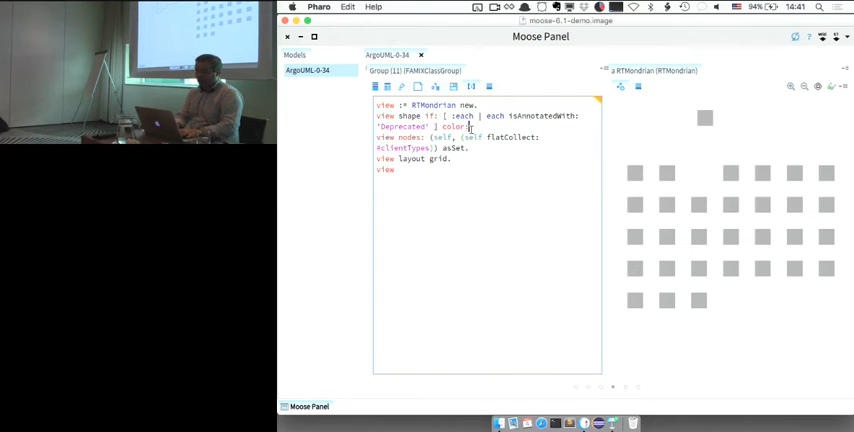 Pharo Edit Help
94%
14:41
moose-6.1-demo.image
Moose Panel
Models
ArgoUML-0-34
ArgoUML-0-34
Group (11) (FAMIXClassGroup)
a RTMondrian (RTMondrian)
view := RTMondrian new.
view shape if: [ :each | each isAnnotatedWith:
'Deprecated' ] color:
view nodes: (self, (self flatCollect:
#clientTypes)) asSet.
view layout grid.
view
Moose Panel